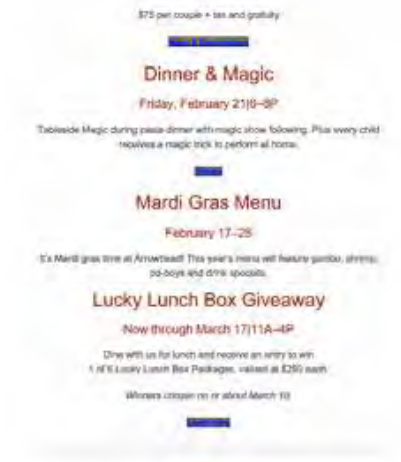 $75 per couple + tax and gratuity
Dinner & Magic
Friday, February 21|6–8P
Tableside Magic during pasta dinner with magic show following. Plus every child
receives a magic trick to perform at home.
Mardi Gras Menu
February 17–25
It's Mardi gras time at Arrowhead! This year's menu will feature gumbo, shrimp,
po-boys and drink specials.
Lucky Lunch Box Giveaway
Now through March 17|11A–4P
Dine with us for lunch and receive an entry to win
1 of 6 Lucky Lunch Box Packages, valued at $250 each.
Winners chosen on or about March